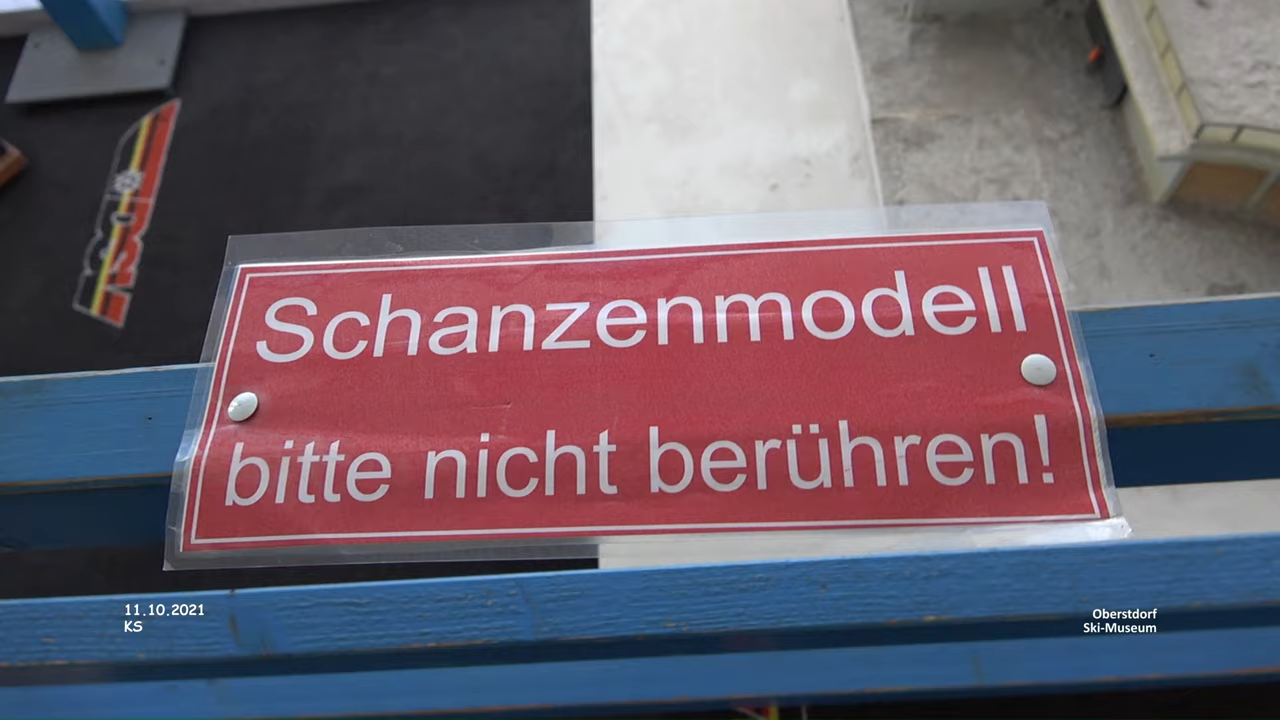 Schanzenmodell
bitte nicht berühren!
11.10.2021
KS
Oberstdorf
Ski-Museum